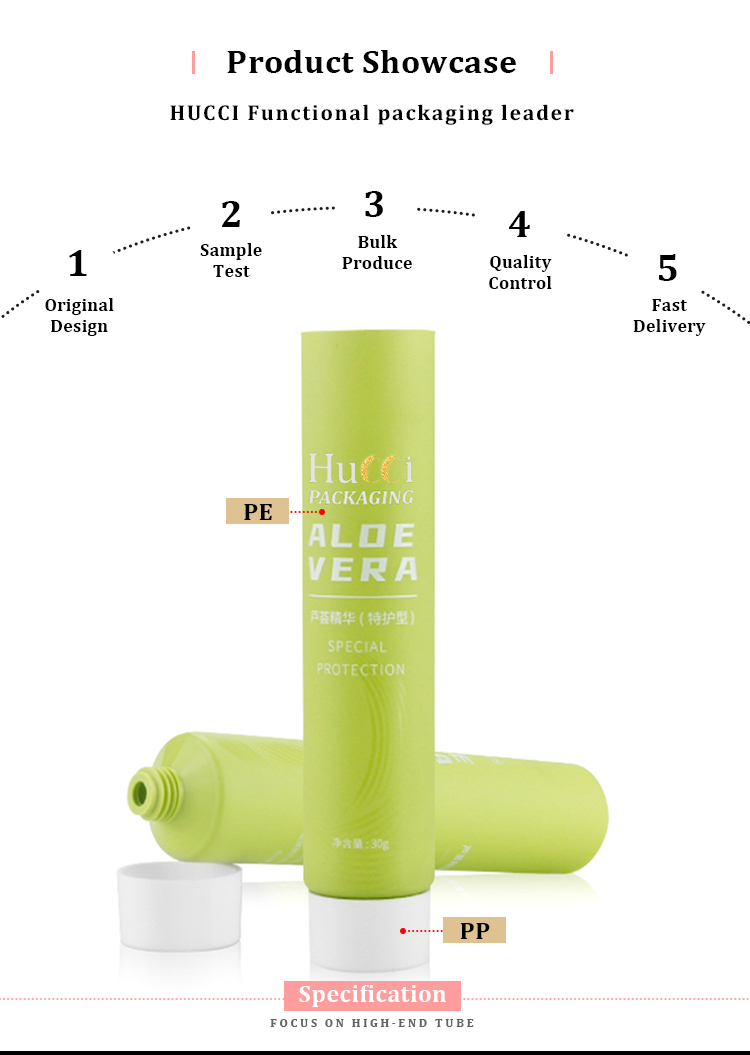 Product Showcase
HUCCI Functional packaging leader
1
Original
Design
2
Sample
Test
3
Bulk
Produce
4
Quality
Control
5
Fast
Delivery
Hucci
PACKAGING
PE
ALOE
VERA
芦荟精华(特护型)
SPECIAL
PROTECTION
净含量:30g
PP
Specification
FOCUS ON HIGH-END TUBE